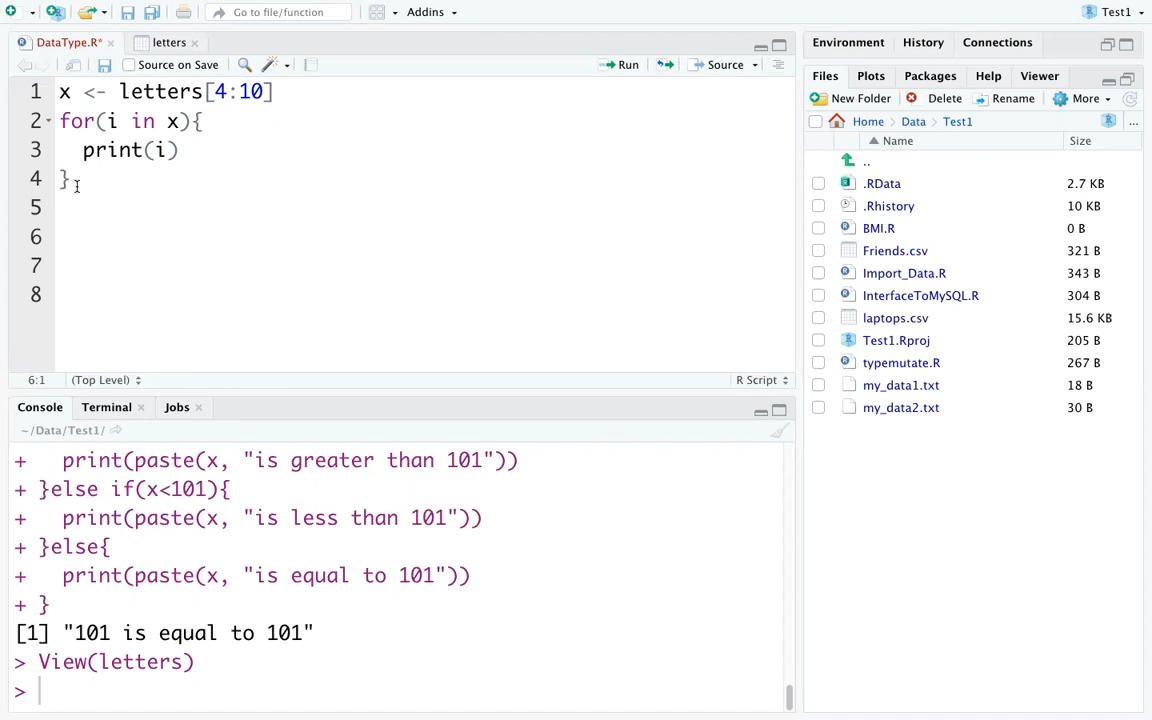 Go to file/function
Addins
Test1
DataType.R*
letters
Source on Save
Run
Source
1 x <- letters[4:10]
2 for(i in x){
3   print(i)
4 }
5
6
7
8
6:1
(Top Level)
R Script
Console
Terminal
Jobs
~/Data/Test1/
+   print(paste(x, "is greater than 101"))
+ }else if(x<101){
+   print(paste(x, "is less than 101"))
+ }else{
+   print(paste(x, "is equal to 101"))
+ }
[1] "101 is equal to 101"
> View(letters)
>
Environment
History
Connections
Files
Plots
Packages
Help
Viewer
New Folder
Delete
Rename
More
Home
Data
Test1
...
Name
Size
..
.RData 2.7 KB
.Rhistory 10 KB
BMI.R 0 B
Friends.csv 321 B
Import_Data.R 343 B
InterfaceToMySQL.R 304 B
laptops.csv 15.6 KB
Test1.Rproj 205 B
typemutate.R 267 B
my_data1.txt 18 B
my_data2.txt 30 B